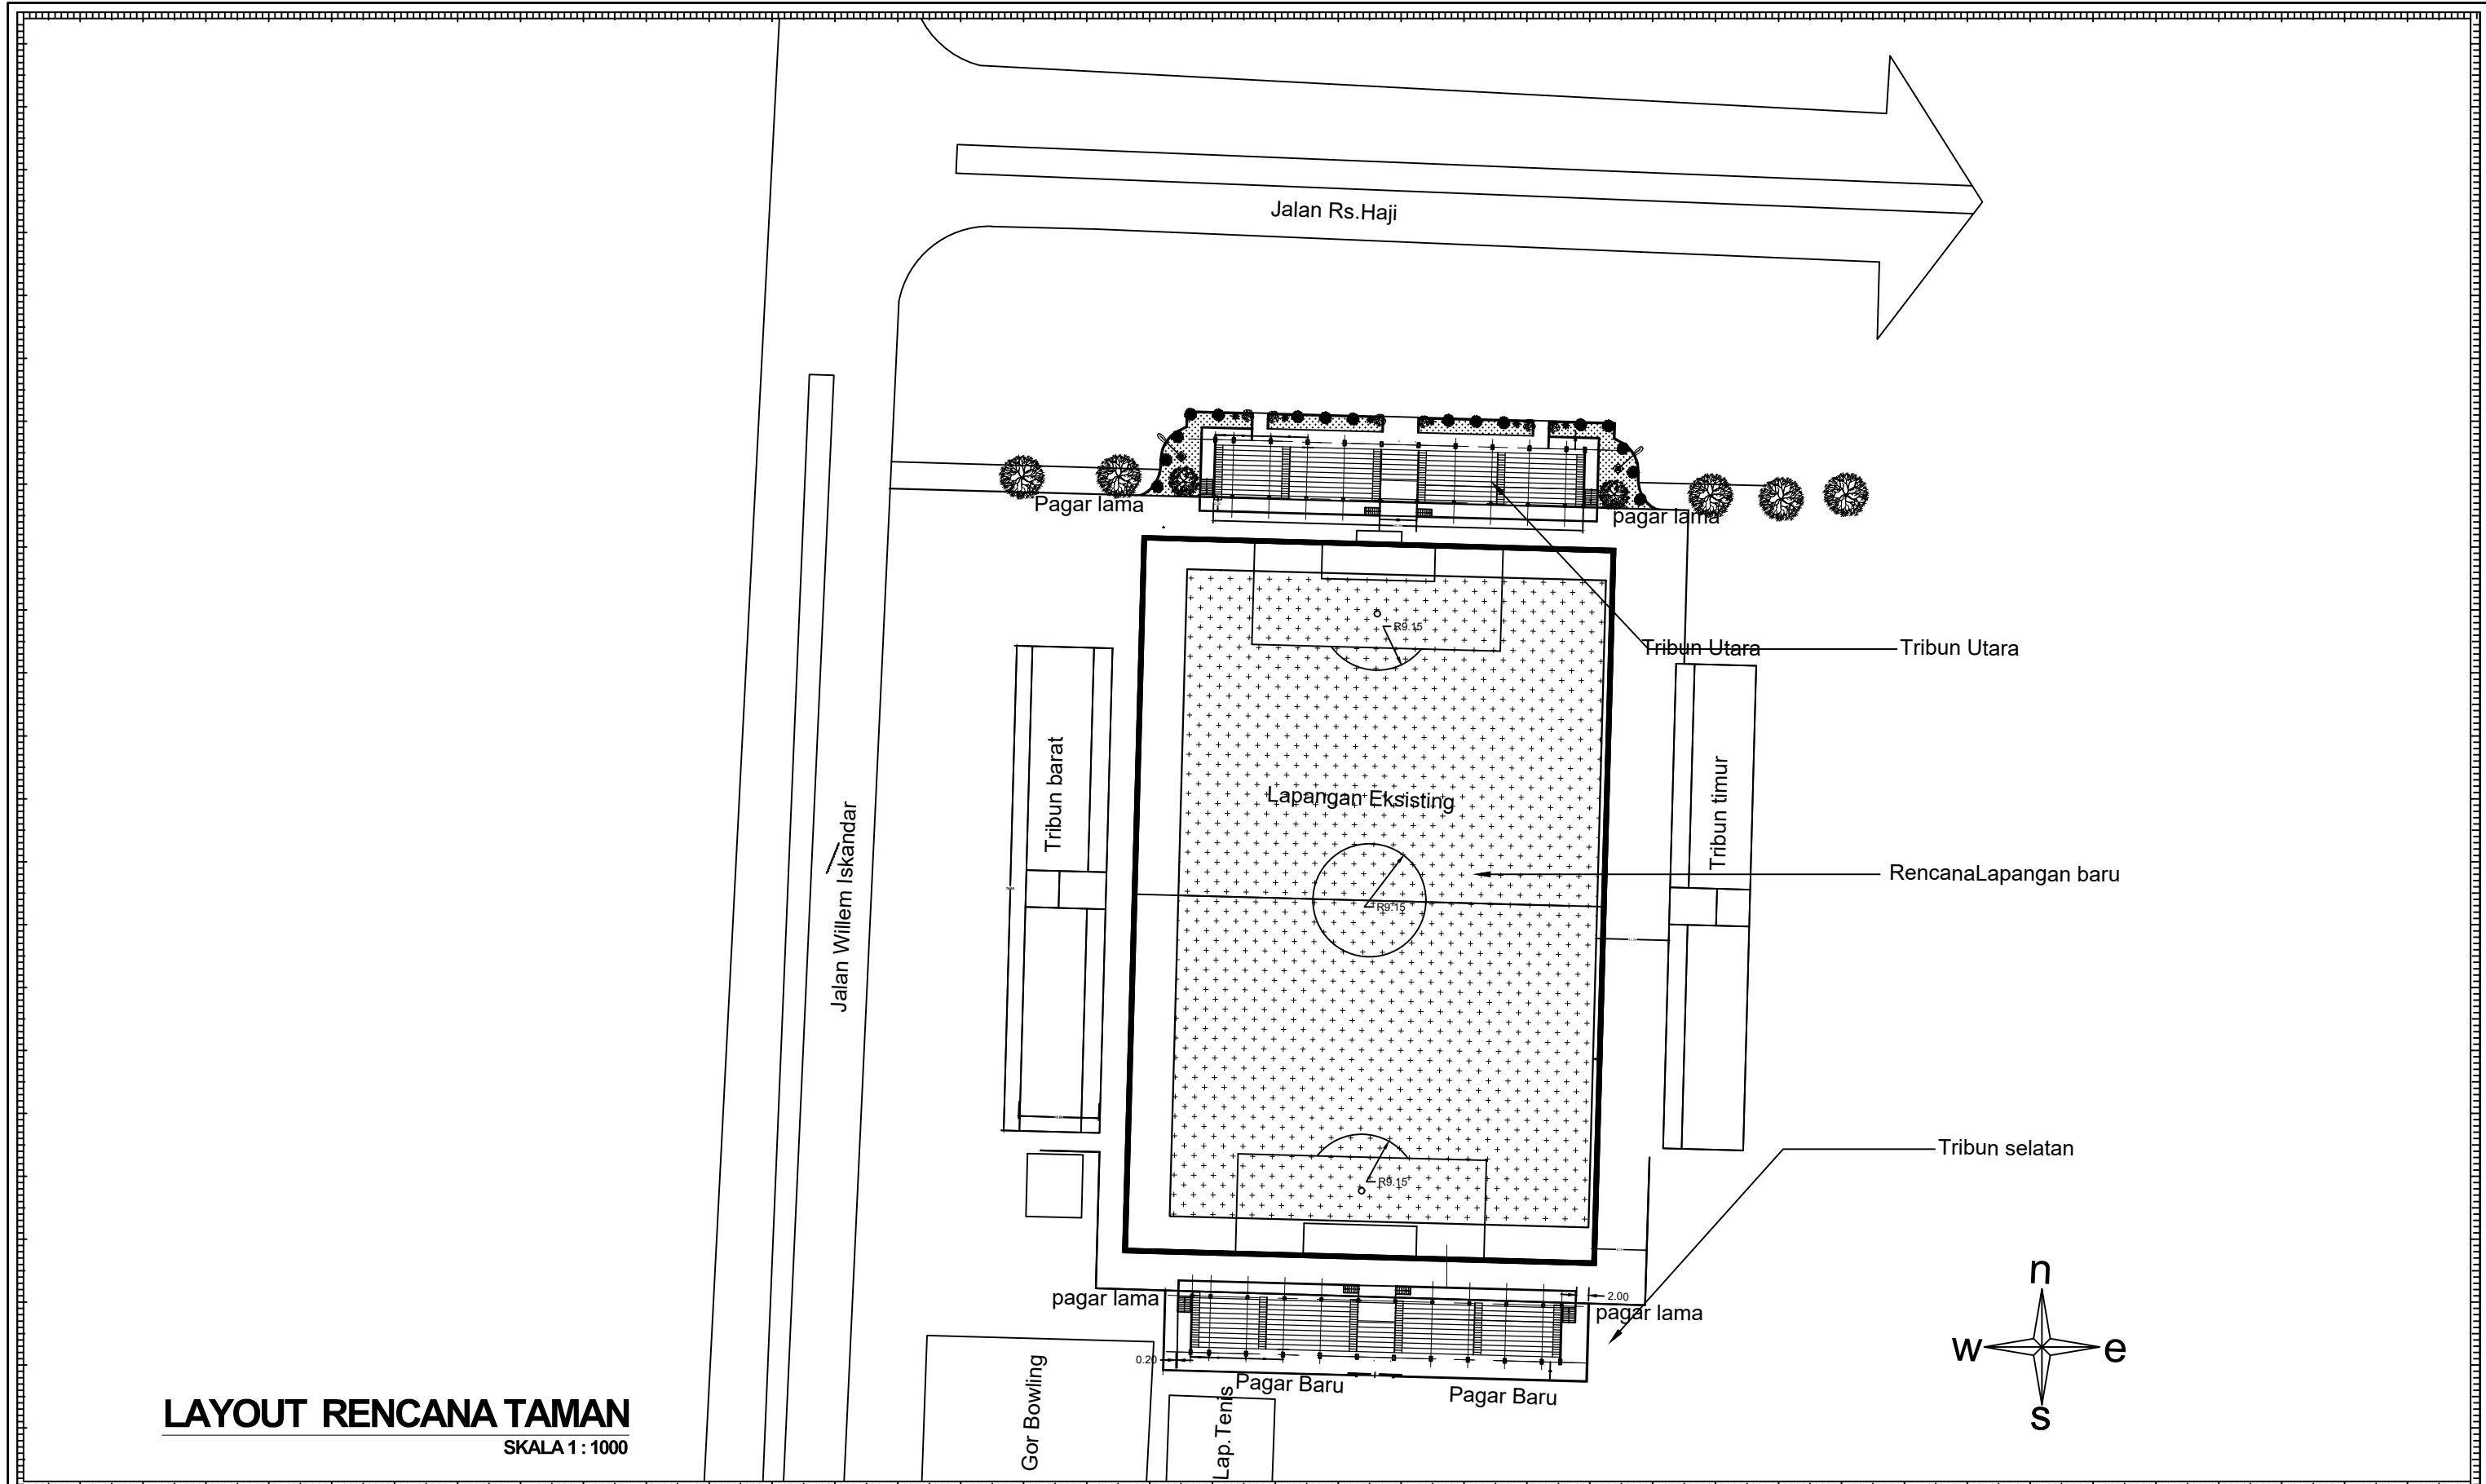 Jalan Rs.Haji
Pagar lama
pagar lama
R9.15
Tribun Utara
Tribun Utara
Tribun barat
Tribun timur
Lapangan Eksisting
Jalan Willem Iskandar
RencanaLapangan baru
R9.15
Tribun selatan
R9.15
n
w
e
s
pagar lama
2.00
pagar lama
0.20
Pagar Baru
Pagar Baru
Gor Bowling
Lap.Tenis
LAYOUT RENCANA TAMAN
SKALA 1 : 1000